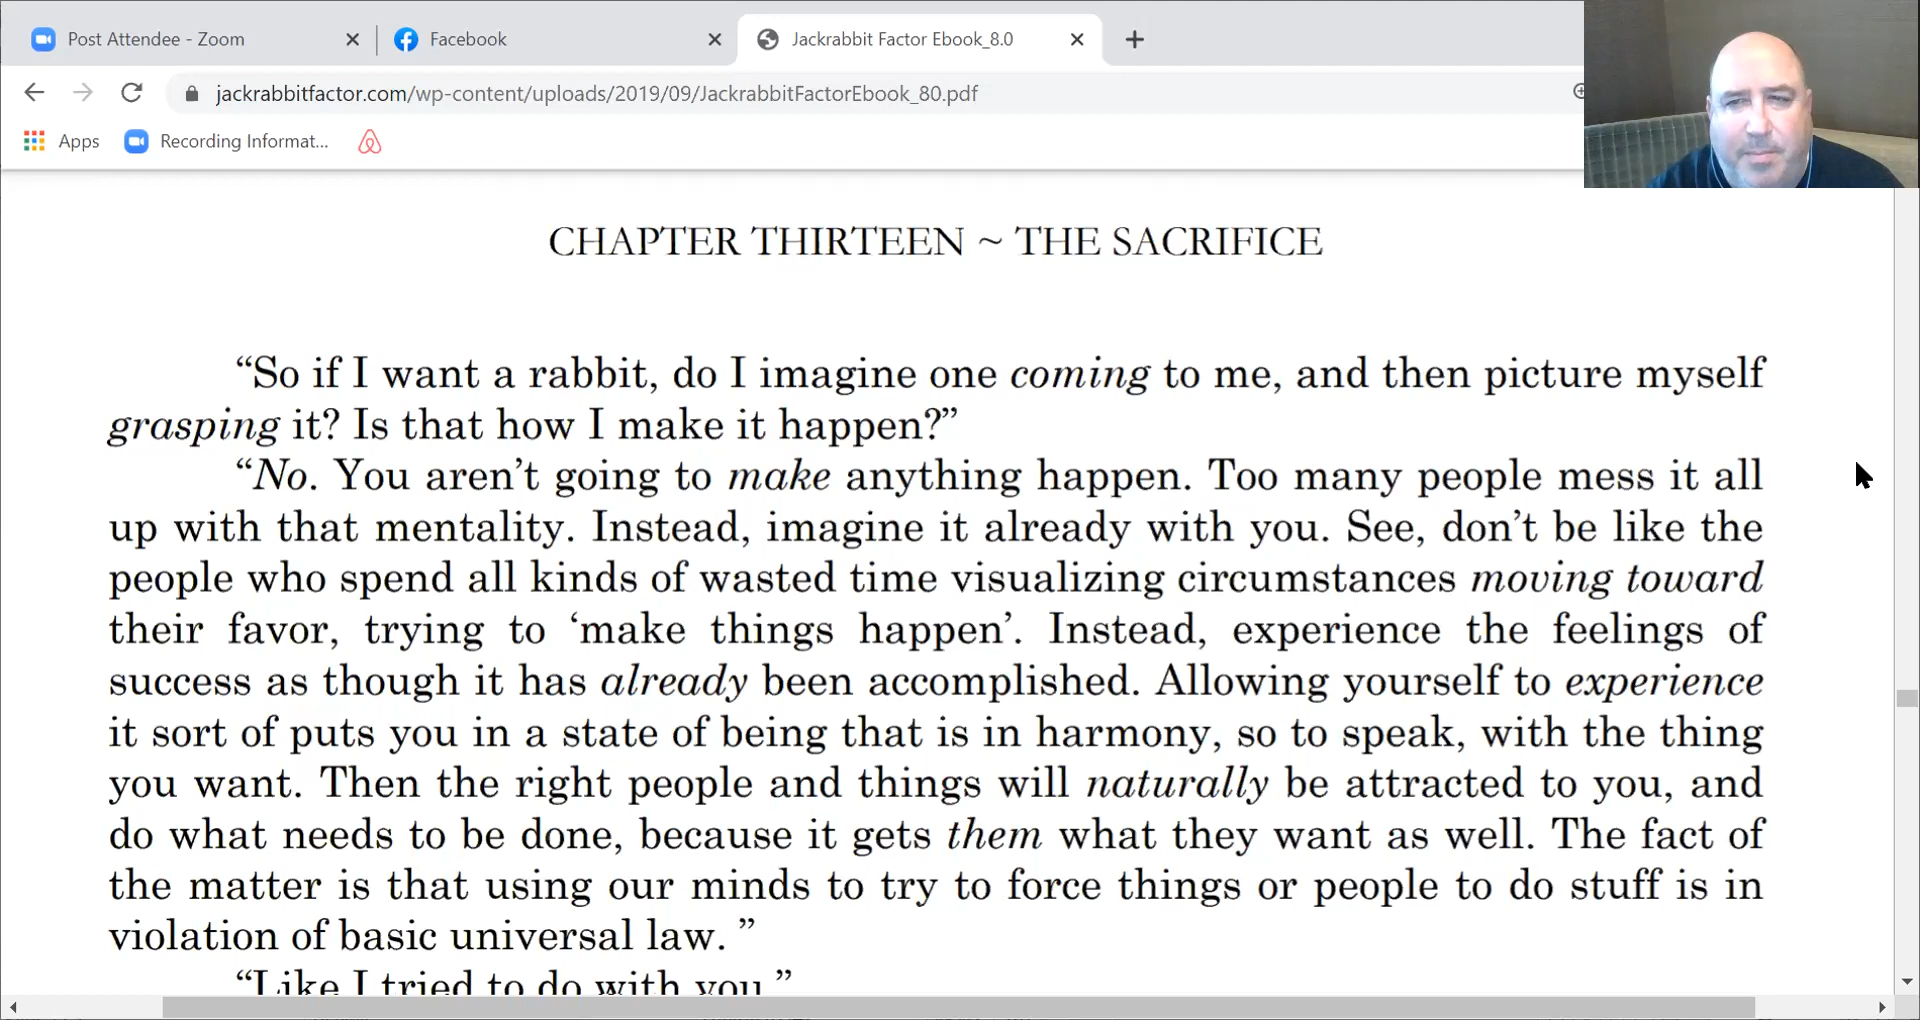 Post Attendee - Zoom
Facebook
Jackrabbit Factor Ebook_8.0
jackrabbitfactor.com/wp-content/uploads/2019/09/JackrabbitFactorEbook_80.pdf
Apps
Recording Informat...
CHAPTER THIRTEEN ~ THE SACRIFICE
“So if I want a rabbit, do I imagine one coming to me, and then picture myself
grasping it? Is that how I make it happen?”
“No. You aren’t going to make anything happen. Too many people mess it all
up with that mentality. Instead, imagine it already with you. See, don’t be like the
people who spend all kinds of wasted time visualizing circumstances moving toward
their favor, trying to ‘make things happen’. Instead, experience the feelings of
success as though it has already been accomplished. Allowing yourself to experience
it sort of puts you in a state of being that is in harmony, so to speak, with the thing
you want. Then the right people and things will naturally be attracted to you, and
do what needs to be done, because it gets them what they want as well. The fact of
the matter is that using our minds to try to force things or people to do stuff is in
violation of basic universal law. ”
“Like I tried to do with you.”